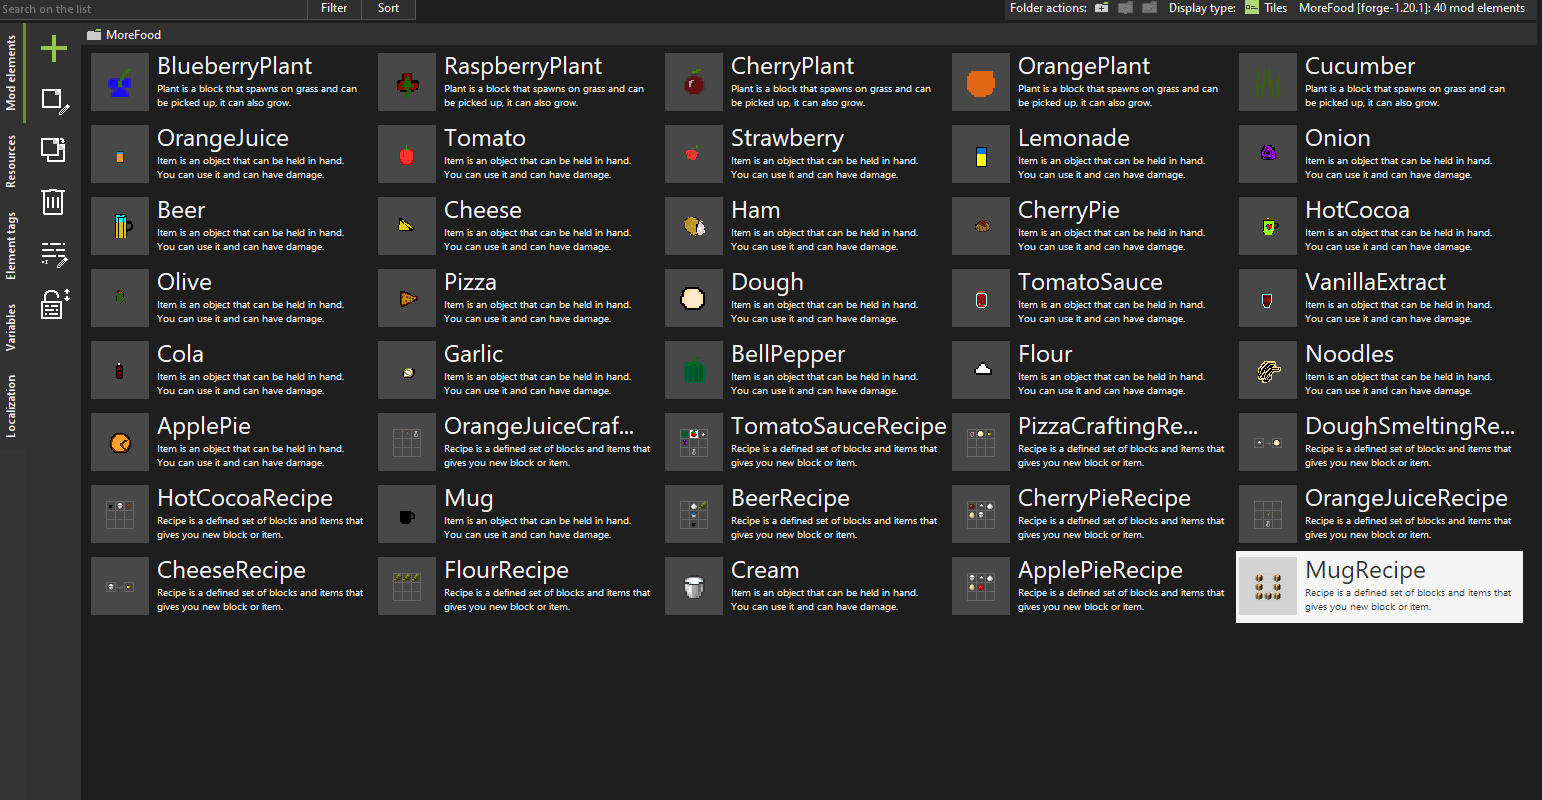 Search on the list
Filter
Sort
Folder actions:
Display type:
Tiles
MoreFood [forge-1.20.1]: 40 mod elements
Mod elements
Resources
Element tags
Variables
Localization
MoreFood
BlueberryPlant
Plant is a block that spawns on grass and can
be picked up, it can also grow.
RaspberryPlant
Plant is a block that spawns on grass and can
be picked up, it can also grow.
CherryPlant
Plant is a block that spawns on grass and can
be picked up, it can also grow.
OrangePlant
Plant is a block that spawns on grass and can
be picked up, it can also grow.
Cucumber
Plant is a block that spawns on grass and can
be picked up, it can also grow.
OrangeJuice
Item is an object that can be held in hand.
You can use it and can have damage.
Tomato
Item is an object that can be held in hand.
You can use it and can have damage.
Strawberry
Item is an object that can be held in hand.
You can use it and can have damage.
Lemonade
Item is an object that can be held in hand.
You can use it and can have damage.
Onion
Item is an object that can be held in hand.
You can use it and can have damage.
Beer
Item is an object that can be held in hand.
You can use it and can have damage.
Cheese
Item is an object that can be held in hand.
You can use it and can have damage.
Ham
Item is an object that can be held in hand.
You can use it and can have damage.
CherryPie
Item is an object that can be held in hand.
You can use it and can have damage.
HotCocoa
Item is an object that can be held in hand.
You can use it and can have damage.
Olive
Item is an object that can be held in hand.
You can use it and can have damage.
Pizza
Item is an object that can be held in hand.
You can use it and can have damage.
Dough
Item is an object that can be held in hand.
You can use it and can have damage.
TomatoSauce
Item is an object that can be held in hand.
You can use it and can have damage.
VanillaExtract
Item is an object that can be held in hand.
You can use it and can have damage.
Cola
Item is an object that can be held in hand.
You can use it and can have damage.
Garlic
Item is an object that can be held in hand.
You can use it and can have damage.
BellPepper
Item is an object that can be held in hand.
You can use it and can have damage.
Flour
Item is an object that can be held in hand.
You can use it and can have damage.
Noodles
Item is an object that can be held in hand.
You can use it and can have damage.
ApplePie
Item is an object that can be held in hand.
You can use it and can have damage.
OrangeJuiceCraf...
Recipe is a defined set of blocks and items that
gives you new block or item.
TomatoSauceRecipe
Recipe is a defined set of blocks and items that
gives you new block or item.
PizzaCraftingRe...
Recipe is a defined set of blocks and items that
gives you new block or item.
DoughSmeltingRe...
Recipe is a defined set of blocks and items that
gives you new block or item.
HotCocoaRecipe
Recipe is a defined set of blocks and items that
gives you new block or item.
Mug
Item is an object that can be held in hand.
You can use it and can have damage.
BeerRecipe
Recipe is a defined set of blocks and items that
gives you new block or item.
CherryPieRecipe
Recipe is a defined set of blocks and items that
gives you new block or item.
OrangeJuiceRecipe
Recipe is a defined set of blocks and items that
gives you new block or item.
CheeseRecipe
Recipe is a defined set of blocks and items that
gives you new block or item.
FlourRecipe
Recipe is a defined set of blocks and items that
gives you new block or item.
Cream
Item is an object that can be held in hand.
You can use it and can have damage.
ApplePieRecipe
Recipe is a defined set of blocks and items that
gives you new block or item.
MugRecipe
Recipe is a defined set of blocks and items that
gives you new block or item.